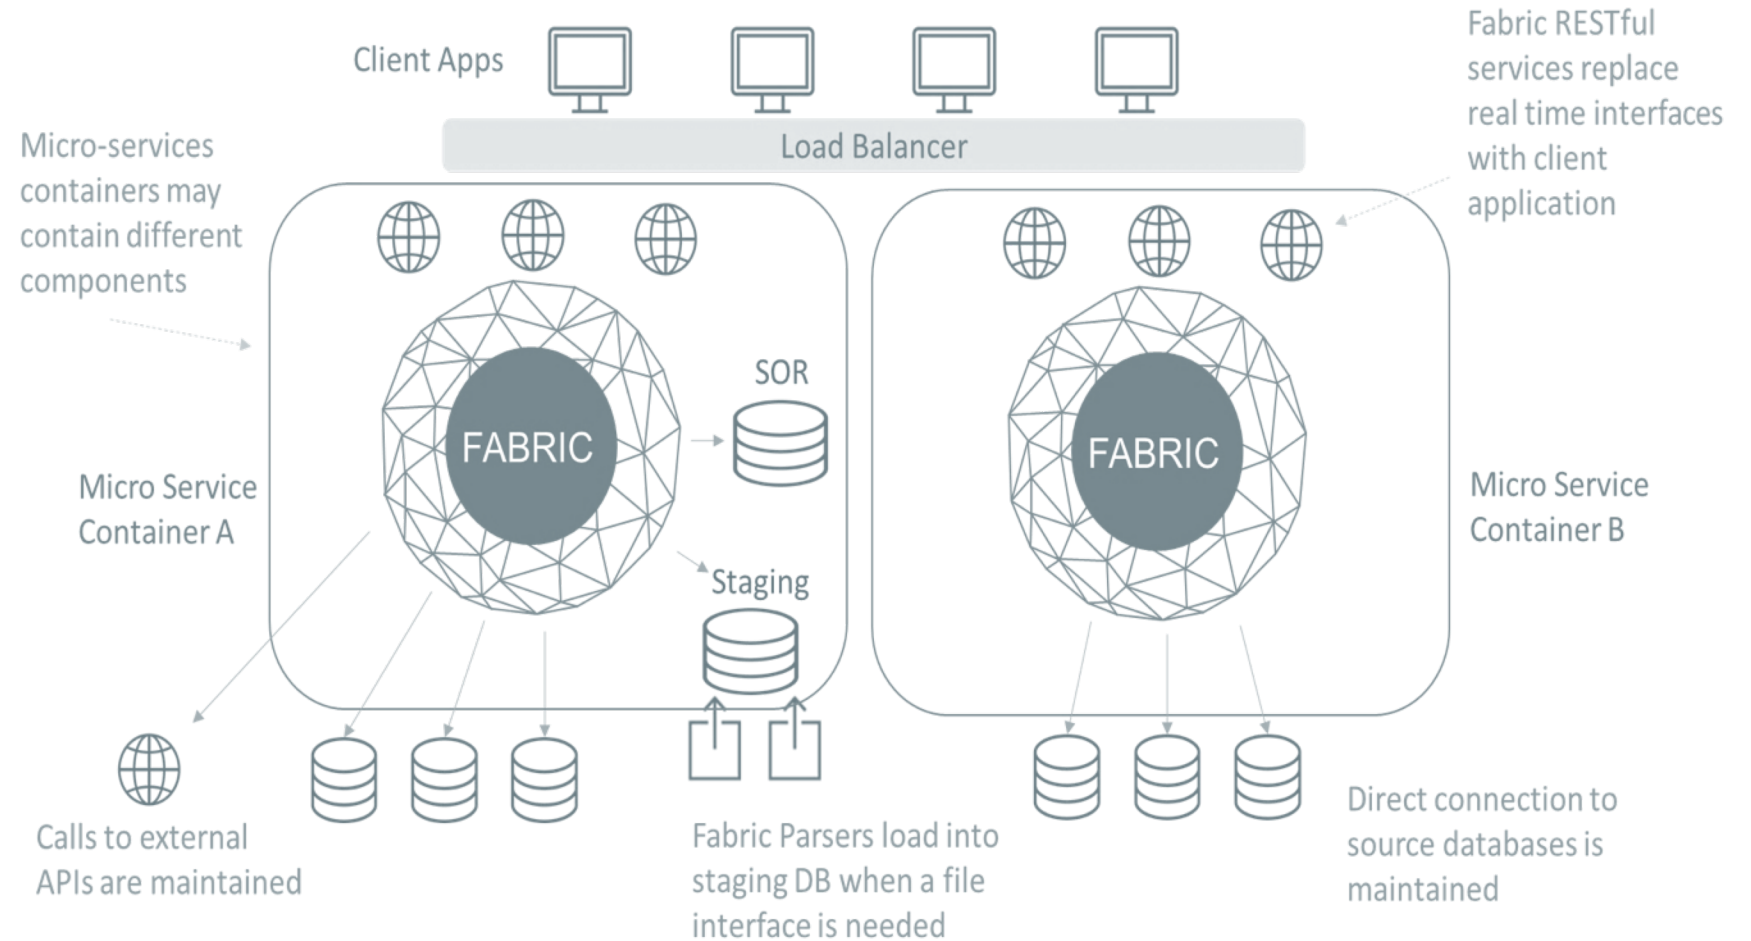 Client Apps
Fabric RESTful
services replace
real time interfaces
with client
application
Load Balancer
Micro-services
containers may
contain different
components
SOR
FABRIC
FABRIC
Micro Service
Container A
Micro Service
Container B
Staging
Calls to external
APIs are maintained
Fabric Parsers load into
staging DB when a file
interface is needed
Direct connection to
source databases is
maintained